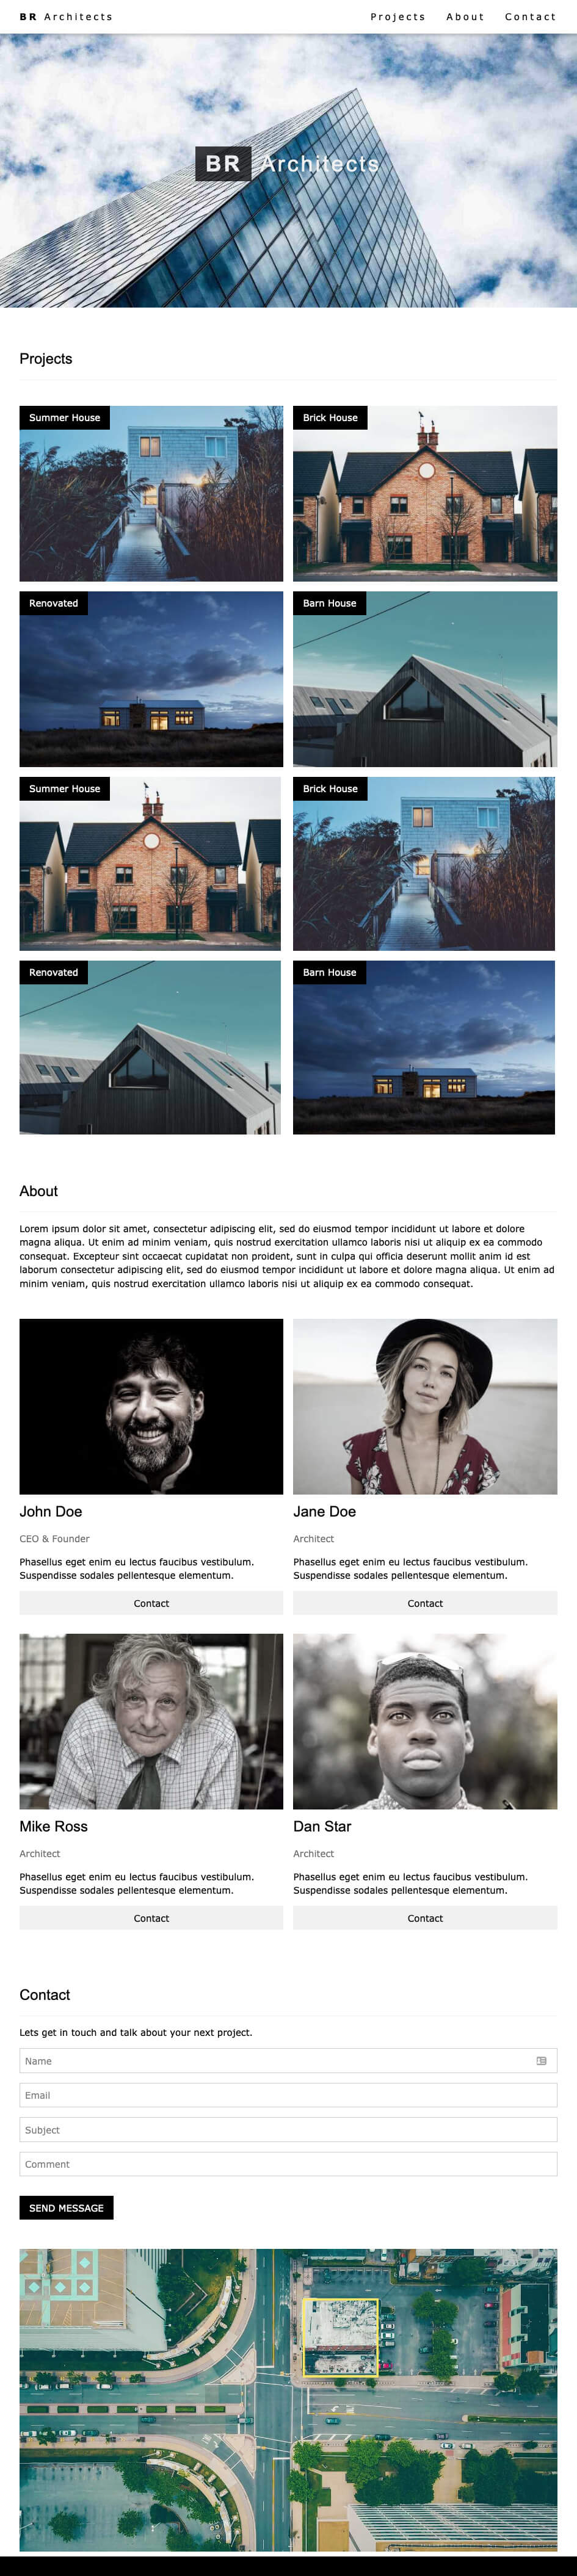 BR Architects
Projects About Contact
BR Architects
Projects
Summer House
Brick House
Renovated
Barn House
Summer House
Brick House
Renovated
Barn House
About
Lorem ipsum dolor sit amet, consectetur adipiscing elit, sed do eiusmod tempor incididunt ut labore et dolore
magna aliqua. Ut enim ad minim veniam, quis nostrud exercitation ullamco laboris nisi ut aliquip ex ea commodo
consequat. Excepteur sint occaecat cupidatat non proident, sunt in culpa qui officia deserunt mollit anim id est
laborum consectetur adipiscing elit, sed do eiusmod tempor incididunt ut labore et dolore magna aliqua. Ut enim ad
minim veniam, quis nostrud exercitation ullamco laboris nisi ut aliquip ex ea commodo consequat.
John Doe
CEO & Founder
Phasellus eget enim eu lectus faucibus vestibulum.
Suspendisse sodales pellentesque elementum.
Contact
Jane Doe
Architect
Phasellus eget enim eu lectus faucibus vestibulum.
Suspendisse sodales pellentesque elementum.
Contact
Mike Ross
Architect
Phasellus eget enim eu lectus faucibus vestibulum.
Suspendisse sodales pellentesque elementum.
Contact
Dan Star
Architect
Phasellus eget enim eu lectus faucibus vestibulum.
Suspendisse sodales pellentesque elementum.
Contact
Contact
Lets get in touch and talk about your next project.
Name
Email
Subject
Comment
SEND MESSAGE